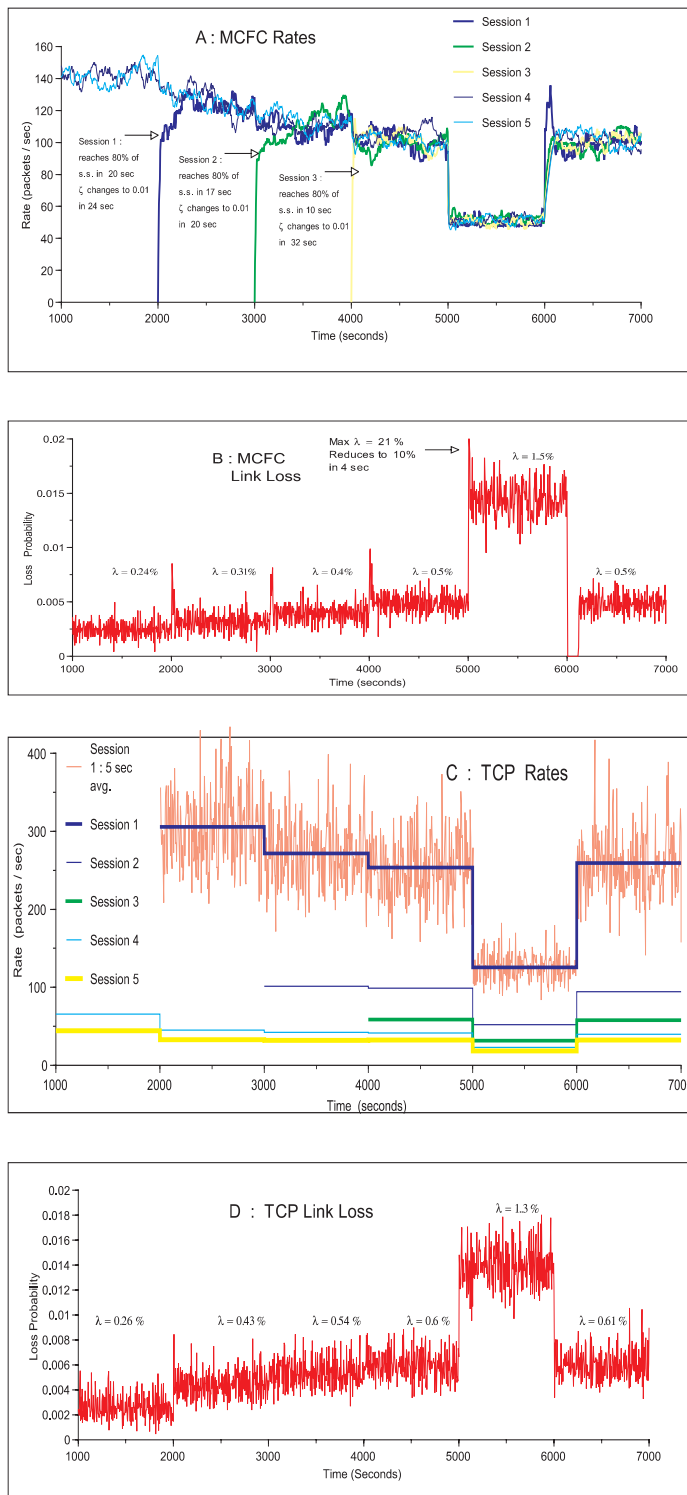 A : MCFC Rates
Session 1
Session 2
Session 3
Session 4
Session 5
Rate (packets / sec)
160
140
120
100
80
60
40
20
0
Session 1 :
reaches 80% of
s.s. in 20 sec
ζ changes to 0.01
in 24 sec
Session 2 :
reaches 80% of
s.s. in 17 sec
ζ changes to 0.01
in 20 sec
Session 3 :
reaches 80% of
s.s. in 10 sec
ζ changes to 0.01
in 32 sec
1000 2000 3000 4000 5000 6000 7000
Time (seconds)
B : MCFC
Link Loss
Max λ = 21 %
Reduces to 10%
in 4 sec
Loss Probability
0.02
0.015
0.01
0.005
0
λ = 0.24%
λ = 0.31%
λ = 0.4%
λ = 0.5%
λ = 1.5%
λ = 0.5%
1000 2000 3000 4000 5000 6000 7000
Time (seconds)
C : TCP Rates
Session
1 : 5 sec
avg.
Session 1
Session 2
Session 3
Session 4
Session 5
Rate (packets / sec)
400
300
200
100
0
1000 2000 3000 4000 5000 6000 700
Time (seconds)
D : TCP Link Loss
Loss Probability
0.02
0.018
0.016
0.014
0.012
0.01
0.008
0.006
0.004
0.002
0
λ = 0.26 %
λ = 0.43 %
λ = 0.54 %
λ = 0.6 %
λ = 1.3 %
λ = 0.61 %
1000 2000 3000 4000 5000 6000 7000
Time (Seconds)